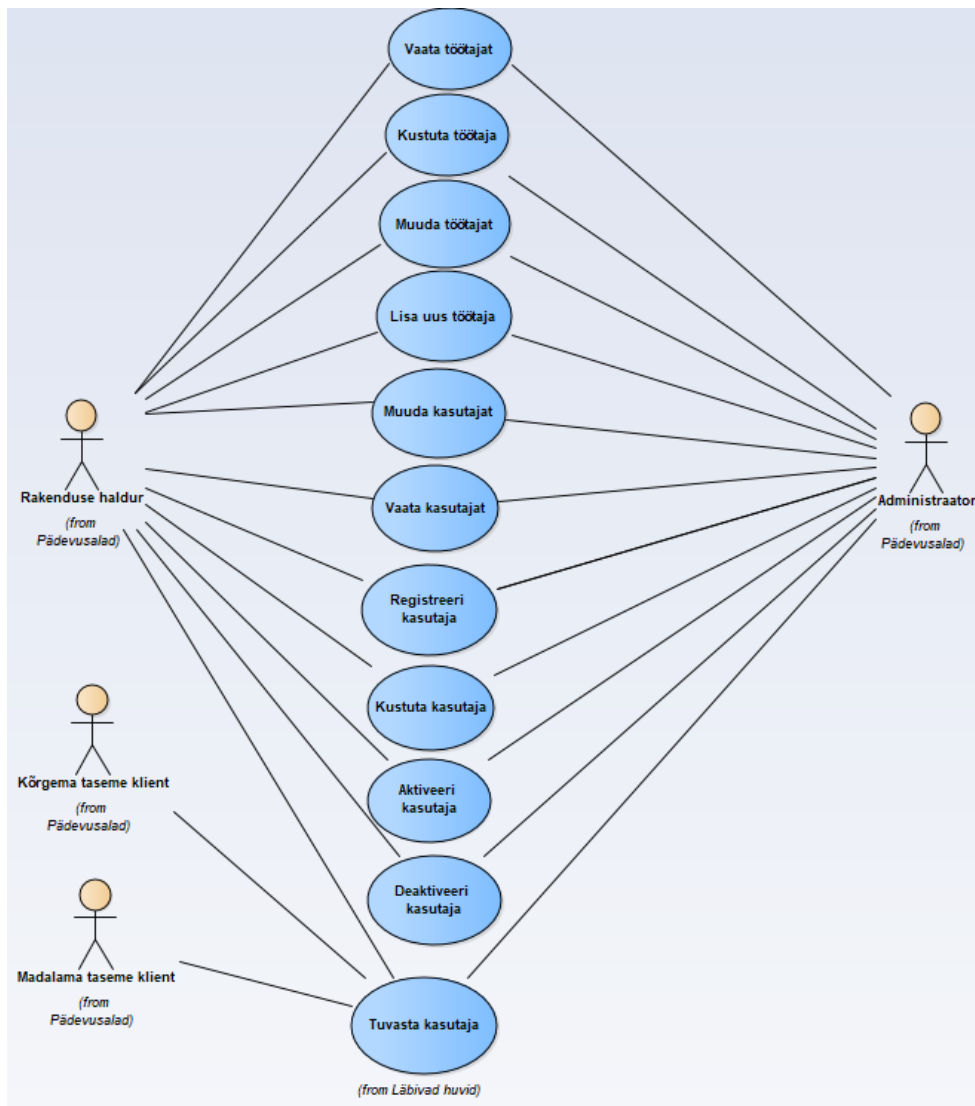 Vaata töötajat
Kustuta töötaja
Muuda töötajat
Lisa uus töötaja
Muuda kasutajat
Rakenduse haldur
(from
Pädevusalad)
Administraator
(from
Pädevusalad)
Vaata kasutajat
Registreeri
kasutaja
Kustuta kasutaja
Kõrgema taseme klient
(from
Pädevusalad)
Aktiveeri
kasutaja
Deaktiveeri
kasutaja
Madalama taseme klient
(from
Pädevusalad)
Tuvasta kasutaja
(from Läbivad huvid)